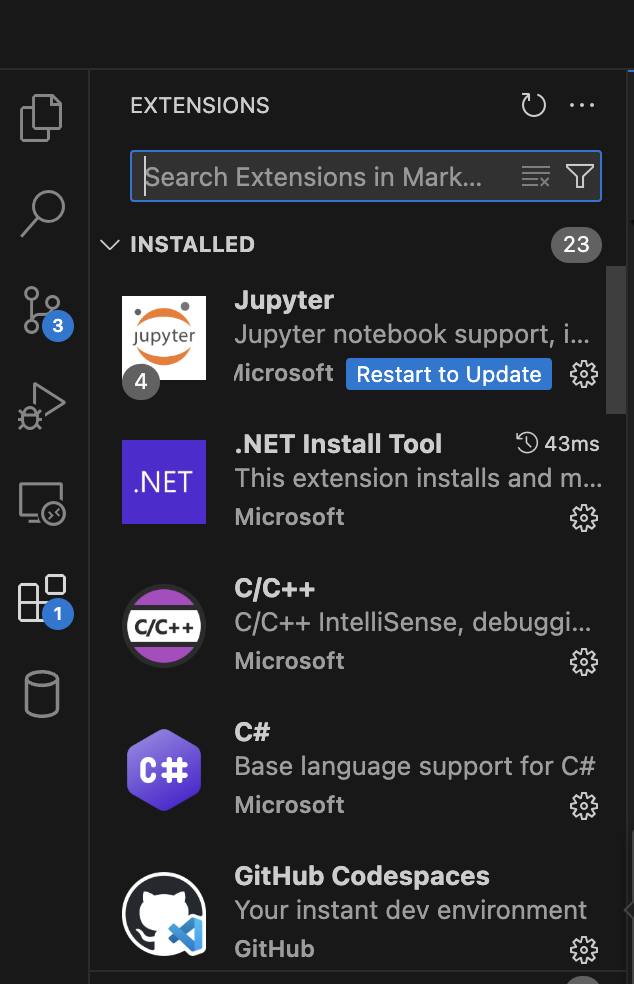 EXTENSIONS
Search Extensions in Mark...
INSTALLED
23
Jupyter
jupyter
Jupyter notebook support, i...
4
Microsoft
Restart to Update
3
.NET Install Tool
43ms
.NET
This extension installs and m...
Microsoft
C/C++
C/C++
C/C++ IntelliSense, debuggi...
Microsoft
1
C#
C#
Base language support for C#
Microsoft
GitHub Codespaces
Your instant dev environment
GitHub